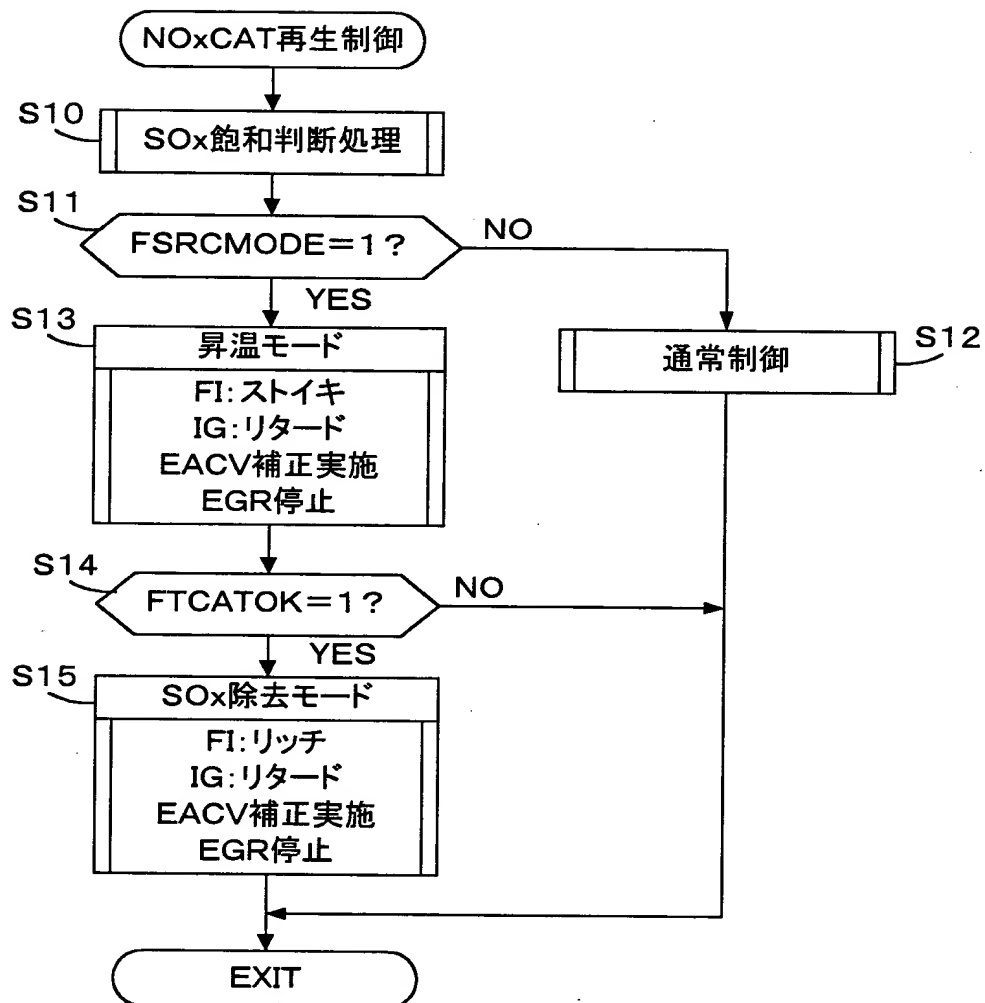 NOxCAT再生制御
S10
SOx飽和判断処理
S11
FSRCMODE=1?
NO
YES
S13
昇温モード
FI:ストイキ
IG:リタード
EACV補正実施
EGR停止
通常制御
S12
S14
FTCATOK=1?
NO
YES
S15
SOx除去モード
FI:リッチ
IG:リタード
EACV補正実施
EGR停止
EXIT